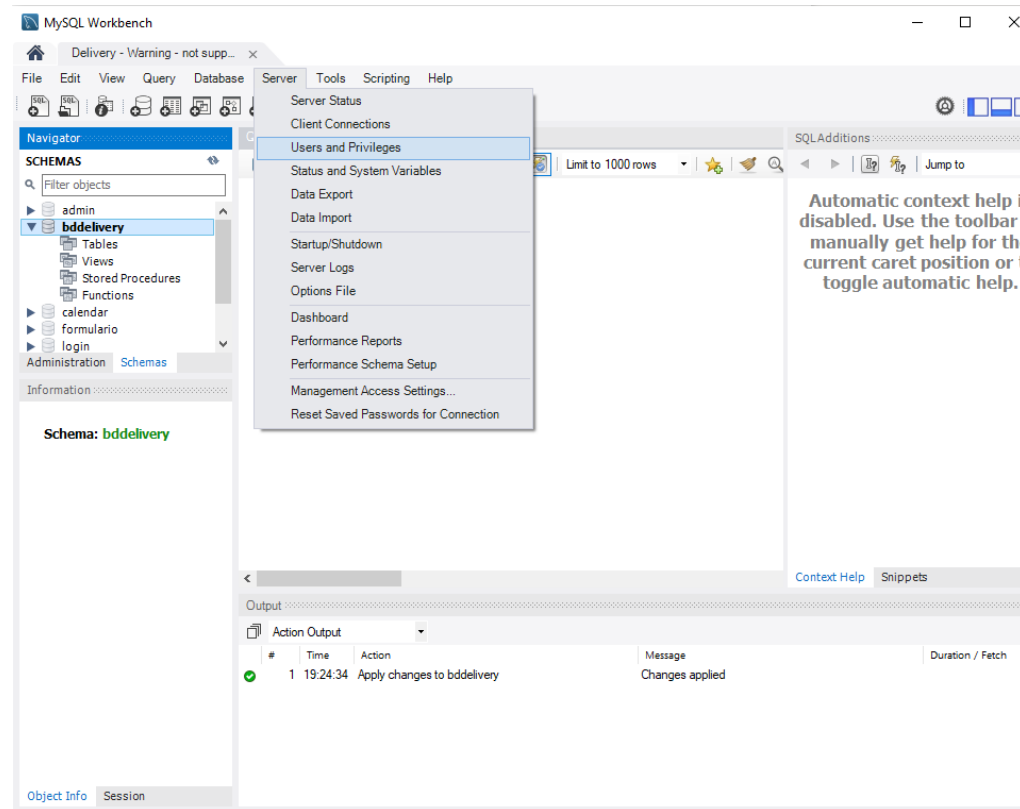 MySQL Workbench
Delivery - Warning - not supp...
File Edit View Query Database Server Tools Scripting Help
Navigator
SCHEMAS
Filter objects
admin
bddelivery
Tables
Views
Stored Procedures
Functions
calendar
formulario
login
Administration Schemas
Information
Schema: bddelivery
Object Info Session
Server Status
Client Connections
Users and Privileges
Status and System Variables
Data Export
Data Import
Startup/Shutdown
Server Logs
Options File
Dashboard
Performance Reports
Performance Schema Setup
Management Access Settings...
Reset Saved Passwords for Connection
Limit to 1000 rows
SQLAdditions
Jump to
Automatic context help i
disabled. Use the toolbar
manually get help for th
current caret position or t
toggle automatic help.
Context Help Snippets
Output
Action Output
# Time Action Message Duration / Fetch
1 19:24:34 Apply changes to bddelivery Changes applied